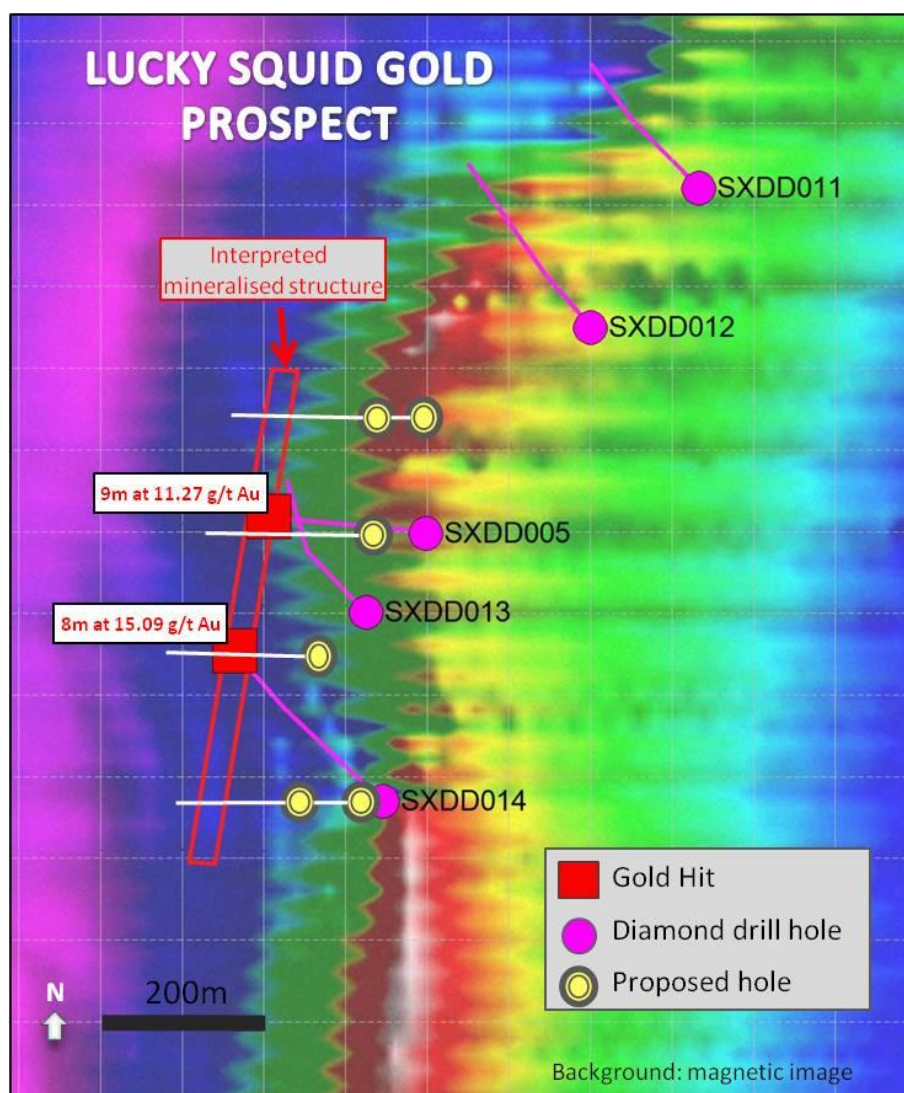 LUCKY SQUID GOLD
PROSPECT
SXDD011
Interpreted
mineralised structure
SXDD012
9m at 11.27 g/t Au
SXDD005
SXDD013
8m at 15.09 g/t Au
SXDD014
Gold Hit
Diamond drill hole
Proposed hole
N
200m
Background: magnetic image